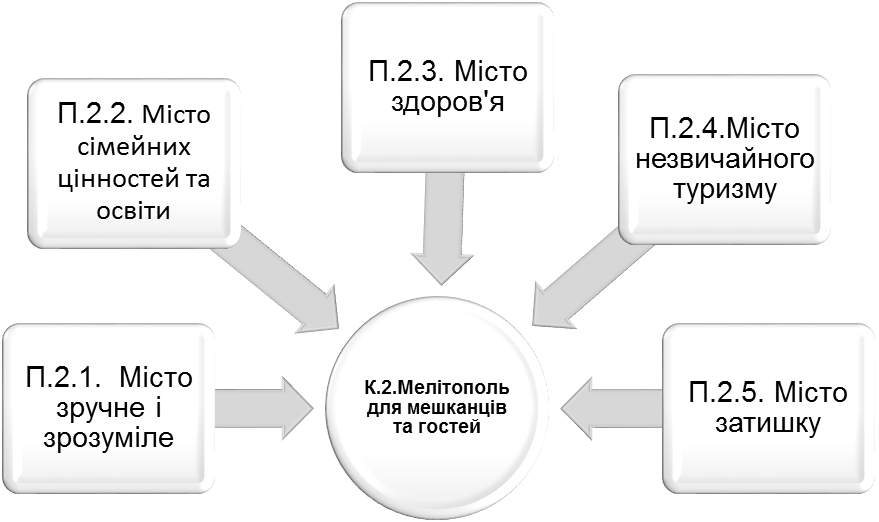 П.2.3. Місто
здоров'я
П.2.2. Місто
сімейних
цінностей та
освіти
П.2.4.Місто
незвичайного
туризму
П.2.1.  Місто
зручне і
зрозуміле
К.2.Мелітополь
для мешканців
та гостей
П.2.5. Місто
затишку